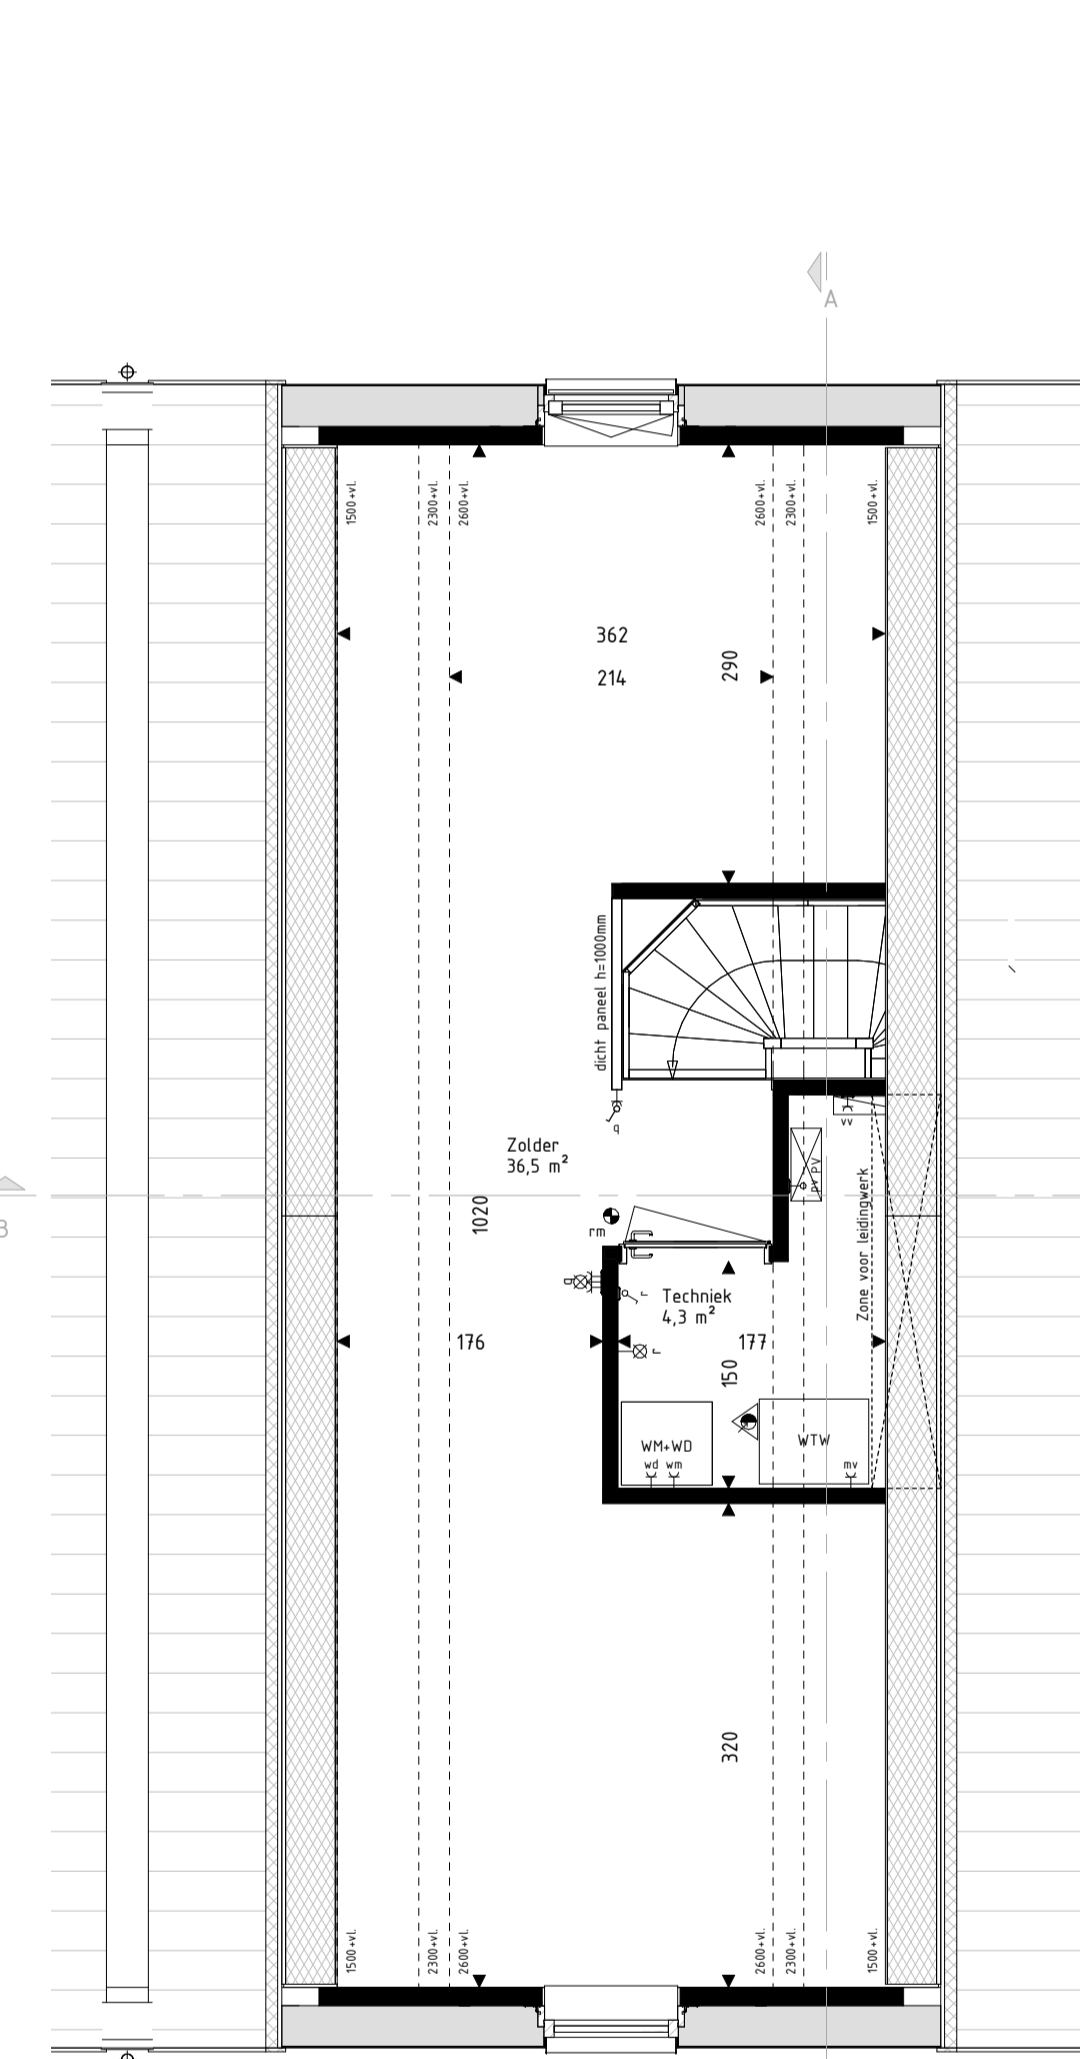 A
1500+vl.
2300+vl.
2600+vl.
2600+vl.
2300+vl.
1500+vl.
362
290
214
dicht paneel h=1000mm
g
vv
Zolder
36,5 m²
pv PV
Zone voor leidingwerk
B
1020
rm
g
r
Techniek
4,3 m²
176
177
r
150
WM+WD
wd wm
WTW
mv
320
1500+vl.
2300+vl.
2600+vl.
2600+vl.
2300+vl.
1500+vl.